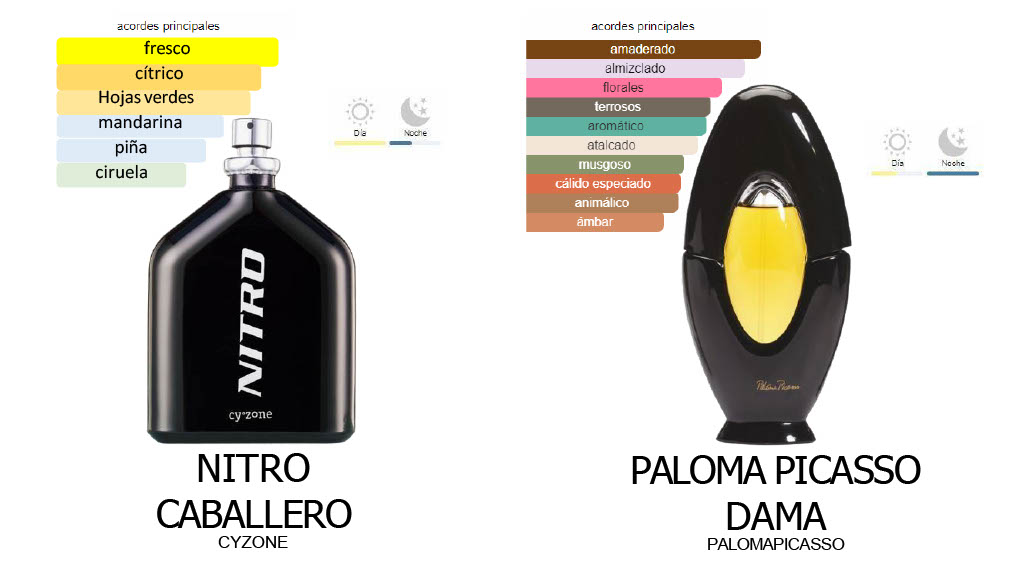 acordes principales
fresco
cítrico
Hojas verdes
mandarina
piña
ciruela
Día
Noche
NITRO
cy°zone
NITRO
CABALLERO
CYZONE
acordes principales
amaderado
almizclado
florales
terrosos
aromático
atalcado
musgoso
cálido especiado
animálico
ámbar
Día
Noche
Paloma Picasso
PALOMA PICASSO
DAMA
PALOMAPICASSO